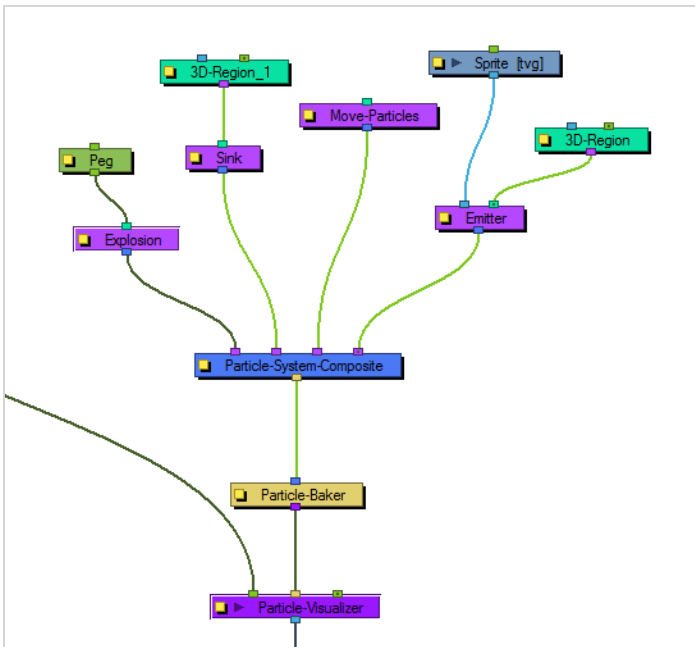 3D-Region_1
Sprite [tvg]
Move-Particles
3D-Region
Peg
Sink
Emitter
Explosion
Particle-System-Composite
Particle-Baker
Particle-Visualizer